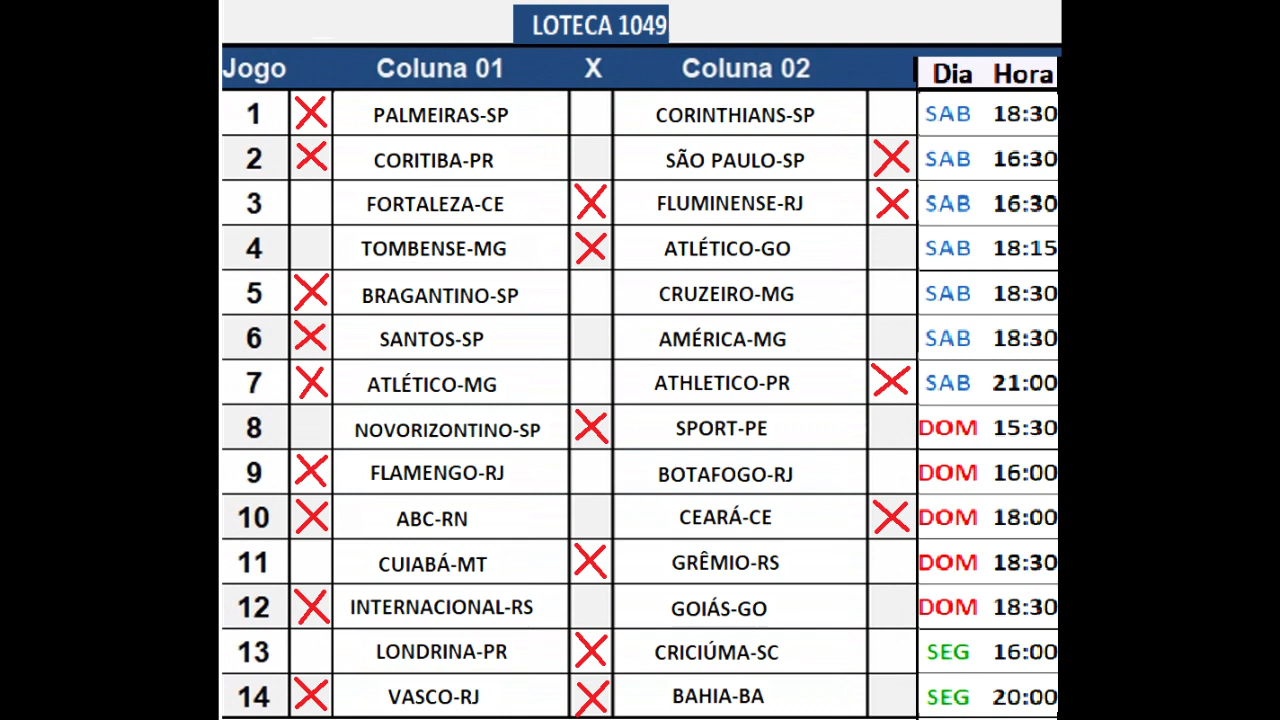 LOTECA 1049
Jogo Coluna 01 X Coluna 02 Dia Hora
1 PALMEIRAS-SP CORINTHIANS-SP SAB 18:30
2 CORITIBA-PR SÃO PAULO-SP SAB 16:30
3 FORTALEZA-CE FLUMINENSE-RJ SAB 16:30
4 TOMBENSE-MG ATLÉTICO-GO SAB 18:15
5 BRAGANTINO-SP CRUZEIRO-MG SAB 18:30
6 SANTOS-SP AMÉRICA-MG SAB 18:30
7 ATLÉTICO-MG ATHLETICO-PR SAB 21:00
8 NOVORIZONTINO-SP SPORT-PE DOM 15:30
9 FLAMENGO-RJ BOTAFOGO-RJ DOM 16:00
10 ABC-RN CEARÁ-CE DOM 18:00
11 CUIABÁ-MT GRÊMIO-RS DOM 18:30
12 INTERNACIONAL-RS GOIÁS-GO DOM 18:30
13 LONDRINA-PR CRICIÚMA-SC SEG 16:00
14 VASCO-RJ BAHIA-BA SEG 20:00